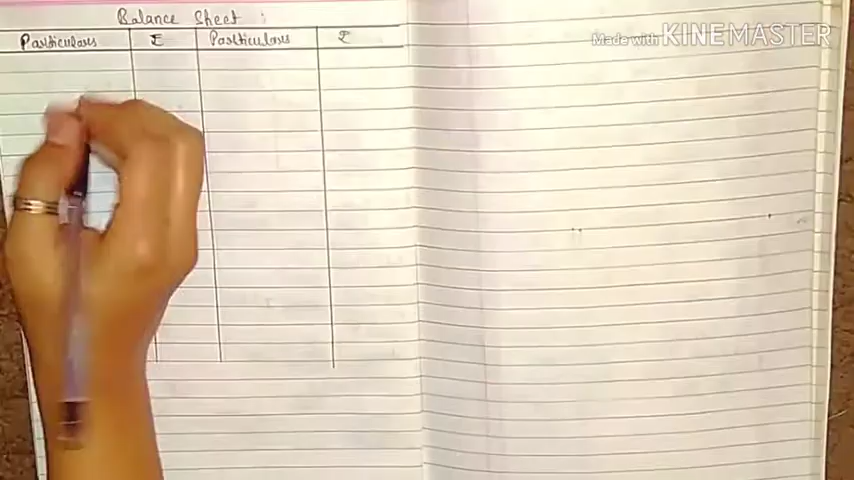 Balance Sheet :
Particulars ₹ Particulars ₹
Made with KINEMASTER